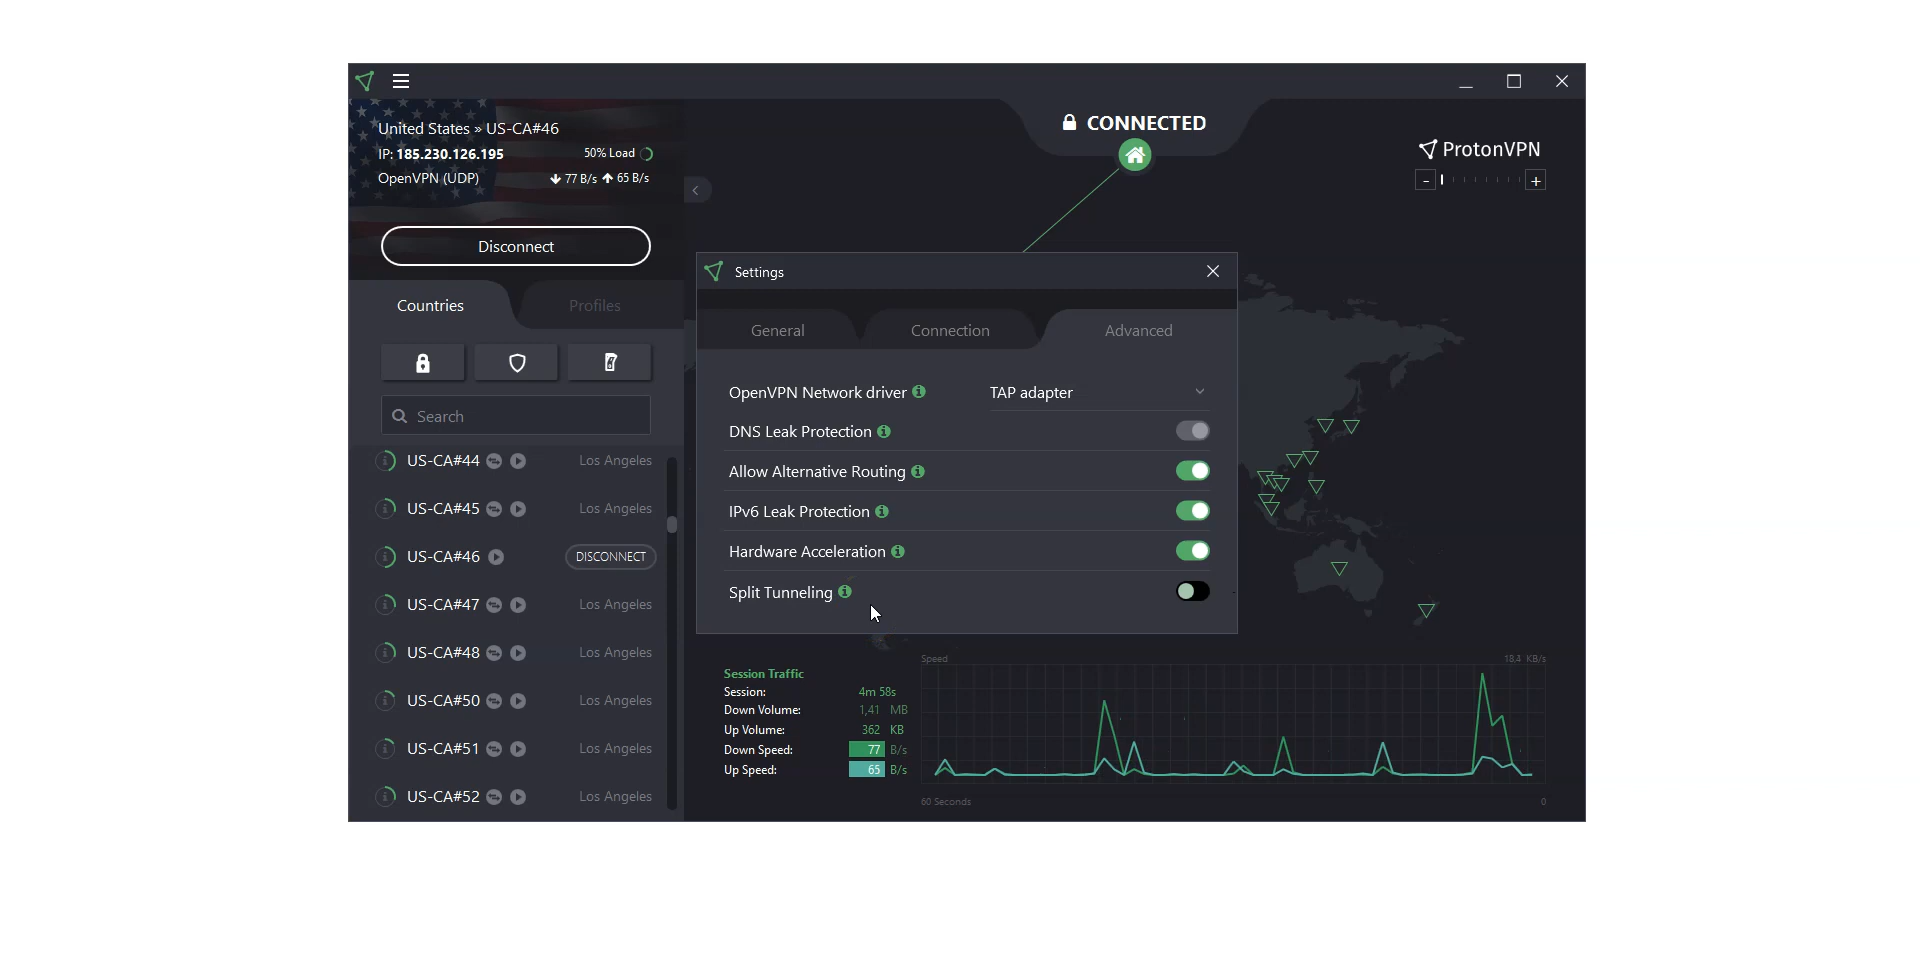 CONNECTED
ProtonVPN
- +
United States » US-CA#46
IP: 185.230.126.195 50% Load
OpenVPN (UDP) 77 B/s 65 B/s
Disconnect
Countries Profiles
Search
US-CA#44 Los Angeles
US-CA#45 Los Angeles
US-CA#46 DISCONNECT
US-CA#47 Los Angeles
US-CA#48 Los Angeles
US-CA#50 Los Angeles
US-CA#51 Los Angeles
US-CA#52 Los Angeles
Settings
General Connection Advanced
OpenVPN Network driver TAP adapter
DNS Leak Protection
Allow Alternative Routing
IPv6 Leak Protection
Hardware Acceleration
Split Tunneling
Session Traffic
Session: 4m 58s
Down Volume: 1,41 MB
Up Volume: 362 KB
Down Speed: 77 B/s
Up Speed: 65 B/s
Speed 18,4 KB/s
60 Seconds 0